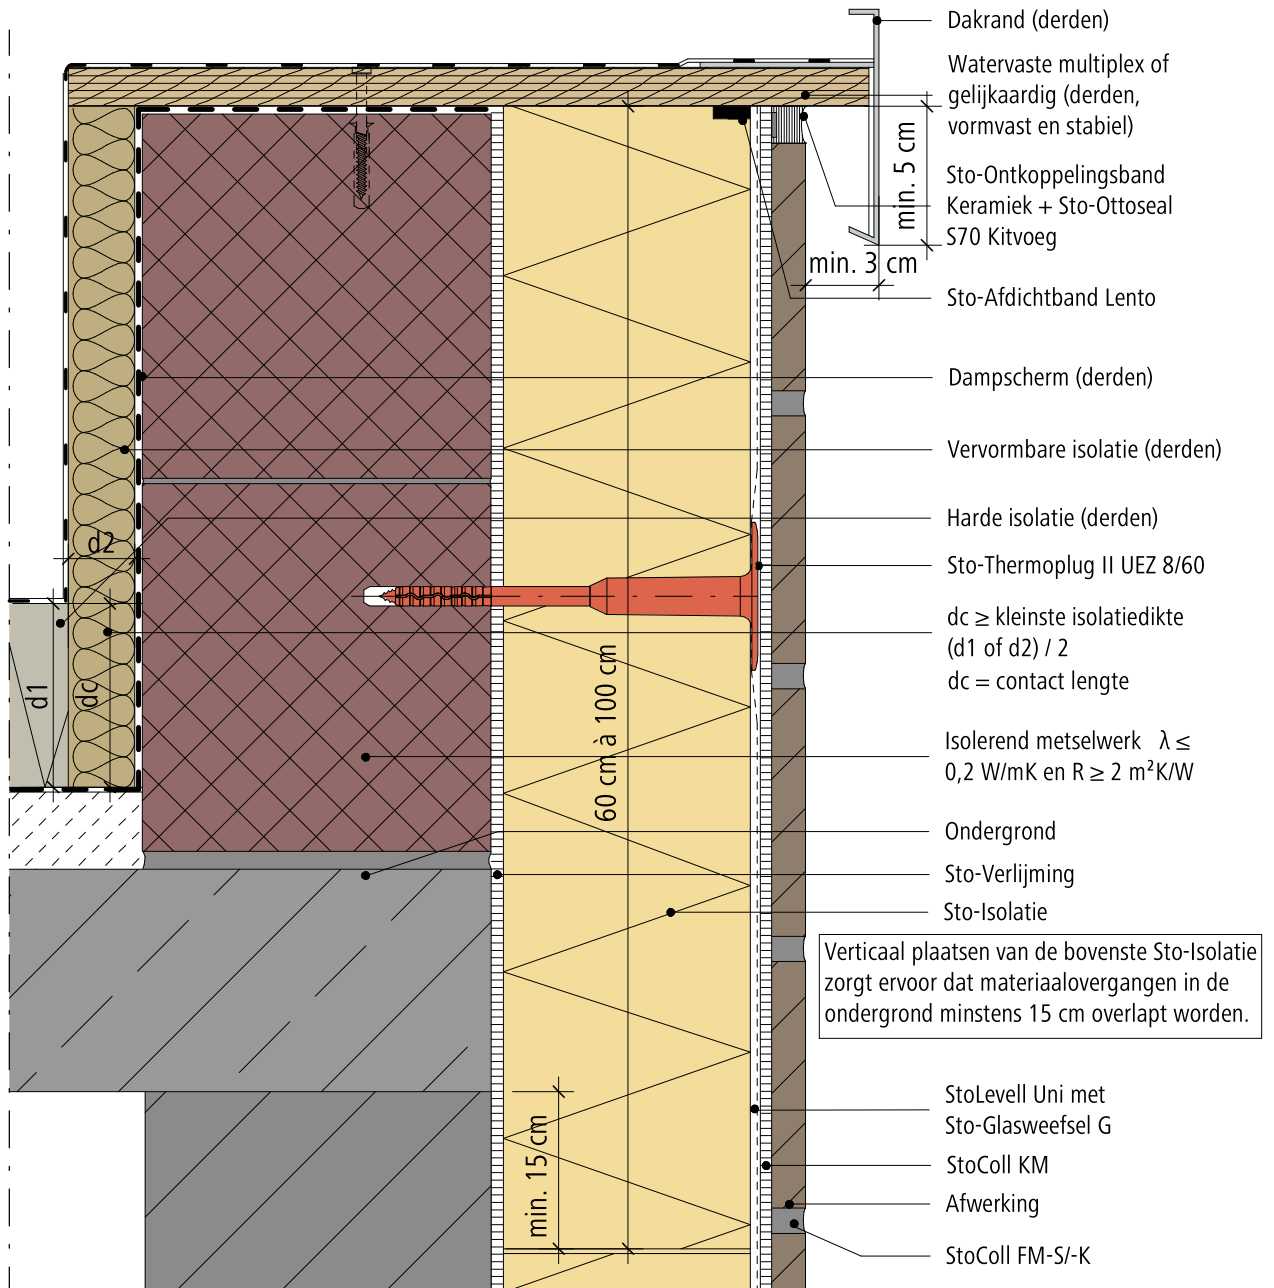 Dakrand (derden)
Watervaste multiplex of
gelijkaardig (derden,
vormvast en stabiel)
min. 5 cm
Sto-Ontkoppelingsband
Keramiek + Sto-Ottoseal
S70 Kitvoeg
min. 3 cm
Sto-Afdichtband Lento
Dampscherm (derden)
Vervormbare isolatie (derden)
Harde isolatie (derden)
d2
Sto-Thermoplug II UEZ 8/60
dc ≥ kleinste isolatiedikte
(d1 of d2) / 2
dc = contact lengte
d1
dc
60 cm à 100 cm
Isolerend metselwerk λ ≤
0,2 W/mK en R ≥ 2 m²K/W
Ondergrond
Sto-Verlijming
Sto-Isolatie
Verticaal plaatsen van de bovenste Sto-Isolatie
zorgt ervoor dat materiaalovergangen in de
ondergrond minstens 15 cm overlapt worden.
min. 15 cm
StoLevell Uni met
Sto-Glasweefsel G
StoColl KM
Afwerking
StoColl FM-S/-K